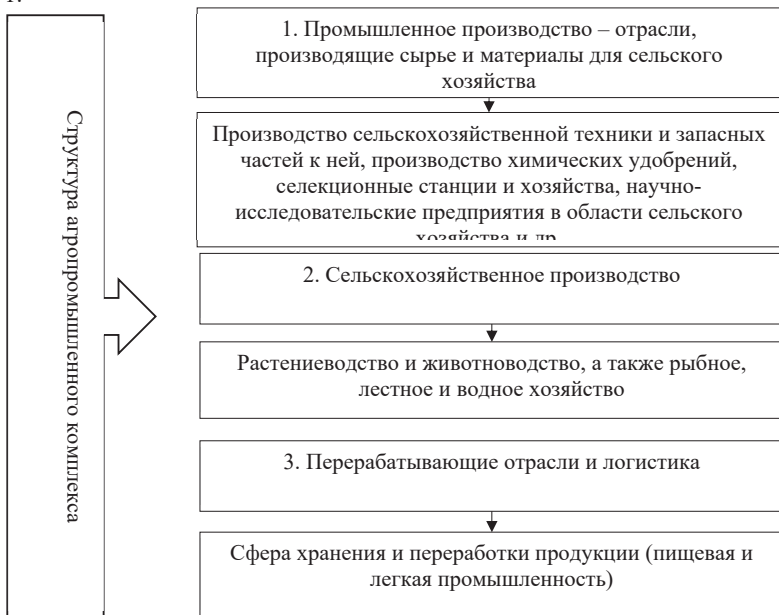 1.
Структура агропромышленного комплекса
1. Промышленное производство – отрасли,
производящие сырье и материалы для сельского
хозяйства
Производство сельскохозяйственной техники и запасных
частей к ней, производство химических удобрений,
селекционные станции и хозяйства, научно-
исследовательские предприятия в области сельского
хозяйства и др
2. Сельскохозяйственное производство
Растениеводство и животноводство, а также рыбное,
лестное и водное хозяйство
3. Перерабатывающие отрасли и логистика
Сфера хранения и переработки продукции (пищевая и
легкая промышленность)